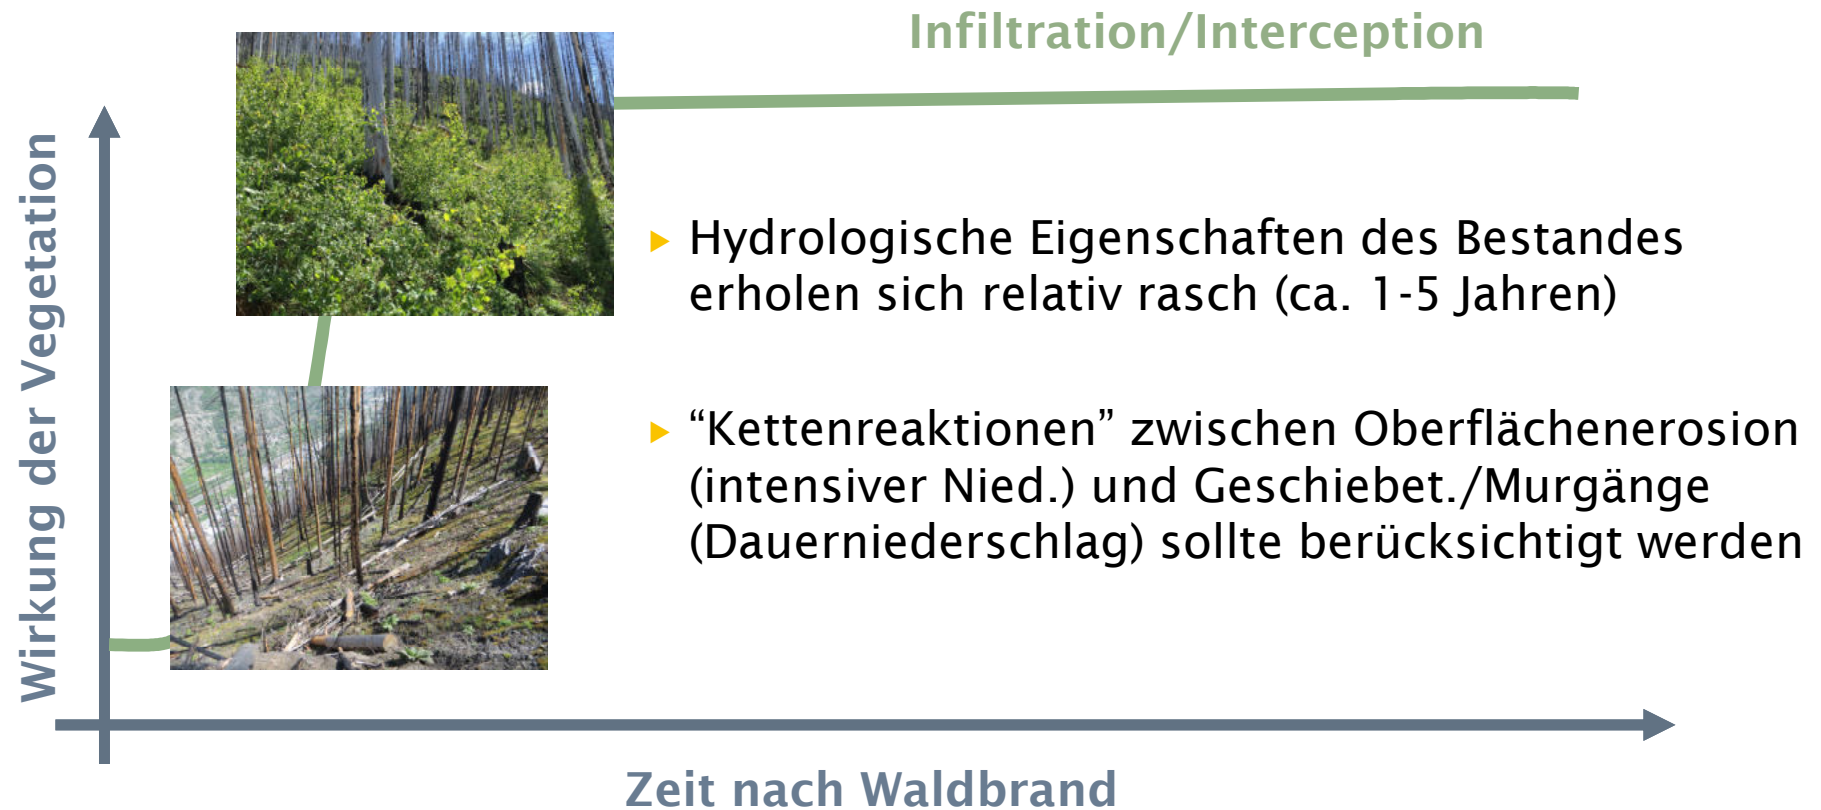 Infiltration/Interception
Wirkung der Vegetation
Hydrologische Eigenschaften des Bestandes
erholen sich relativ rasch (ca. 1-5 Jahren)
“Kettenreaktionen” zwischen Oberflächenerosion
(intensiver Nied.) und Geschiebet./Murgänge
(Dauerniederschlag) sollte berücksichtigt werden
Zeit nach Waldbrand